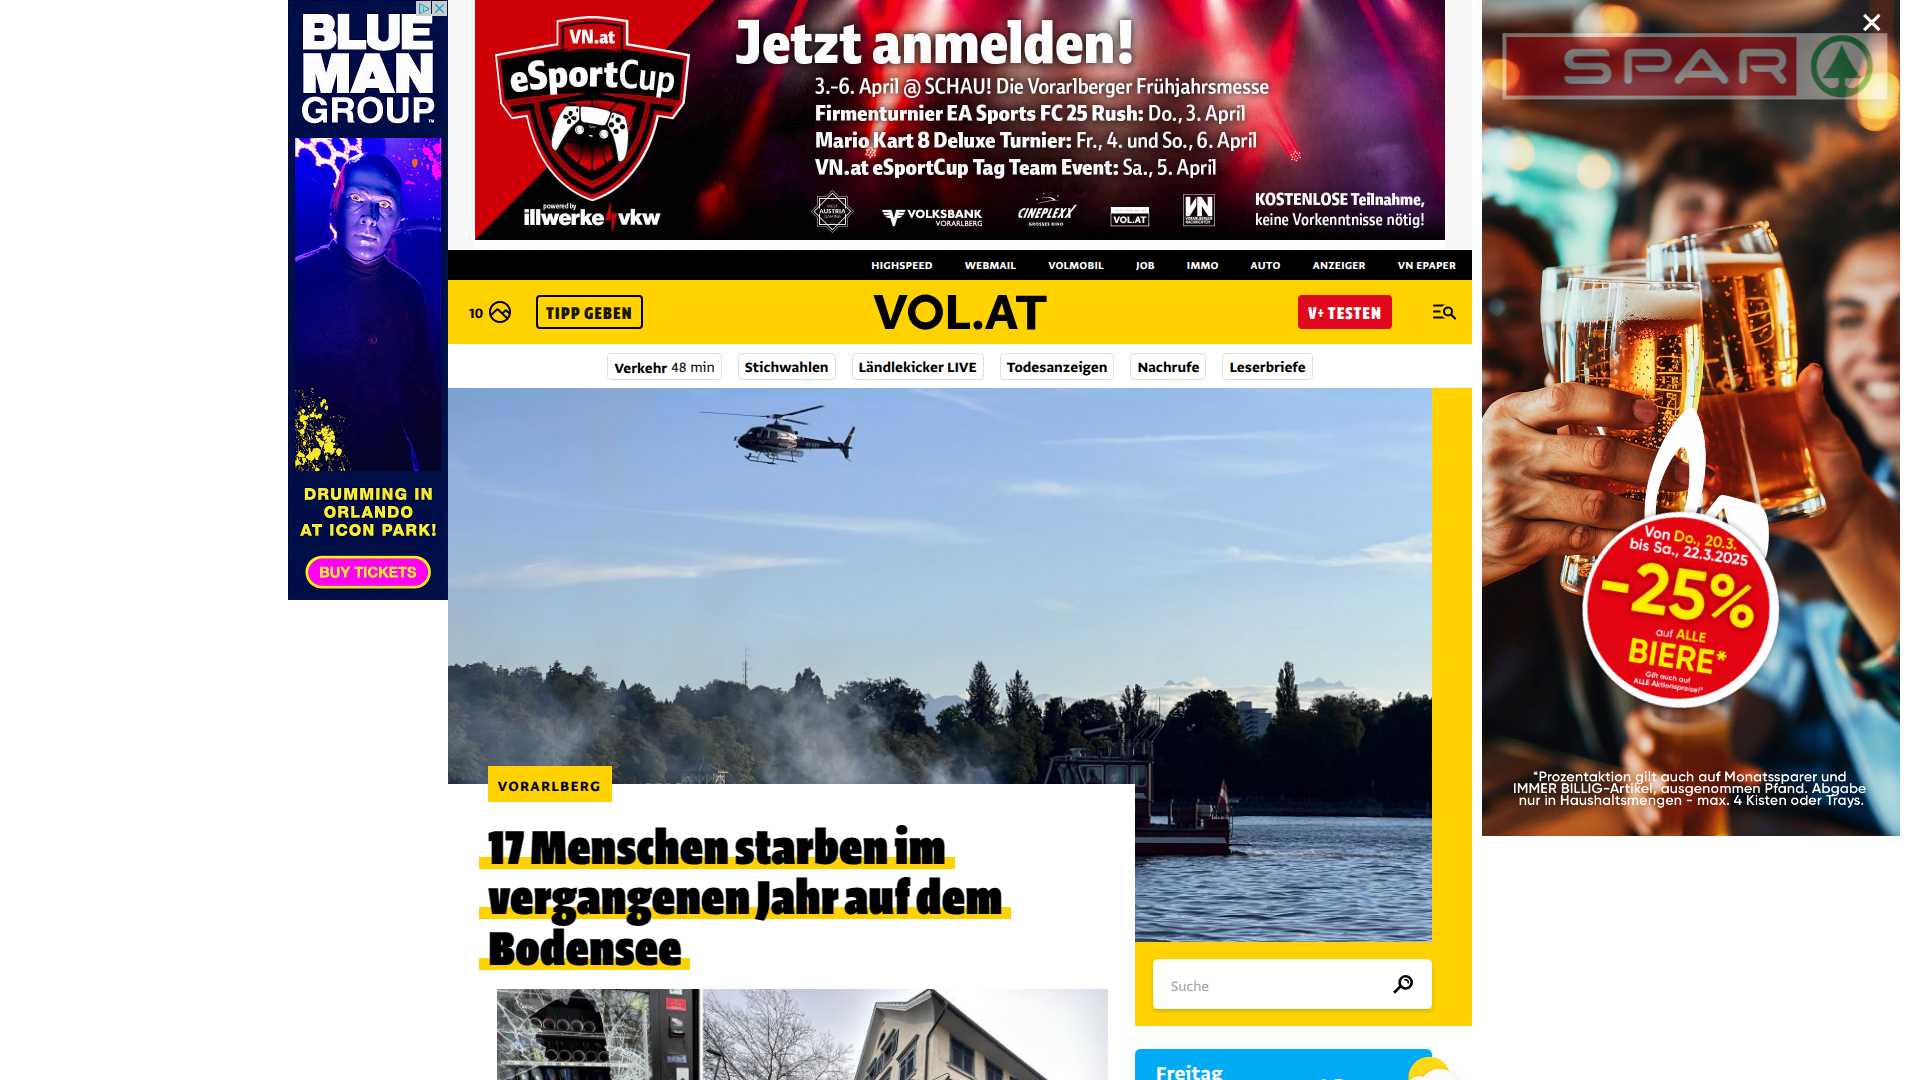 BLUE
MAN
GROUP
DRUMMING IN
ORLANDO
AT ICON PARK!
BUY TICKETS
VN.at
eSportCup
powered by
illwerke vkw
Jetzt anmelden!
3.-6. April @ SCHAU! Die Vorarlberger Frühjahrsmesse
Firmenturnier EA Sports FC 25 Rush: Do., 3. April
Mario Kart 8 Deluxe Turnier: Fr., 4. und So., 6. April
VN.at eSportCup Tag Team Event: Sa., 5. April
AUSTRIA
VOLKSBANK
VORARLBERG
CINEPLEXX
GROSSES KINO
VOL.AT
VN
KOSTENLOSE Teilnahme,
keine Vorkenntnisse nötig!
HIGHSPEED WEBMAIL VOLMOBIL JOB IMMO AUTO ANZEIGER VN EPAPER
10
TIPP GEBEN
VOL.AT
V+ TESTEN
Verkehr 48 min
Stichwahlen
Ländlekicker LIVE
Todesanzeigen
Nachrufe
Leserbriefe
VORARLBERG
17 Menschen starben im
vergangenen Jahr auf dem
Bodensee
Suche
Freitag
SPAR
Von Do., 20.3.
bis Sa., 22.3.2025
-25%
auf ALLE
BIERE*
Gilt auch auf
ALLE Aktionspreise!*
*Prozentaktion gilt auch auf Monatssparer und
IMMER BILLIG-Artikel, ausgenommen Pfand. Abgabe
nur in Haushaltsmengen - max. 4 Kisten oder Trays.